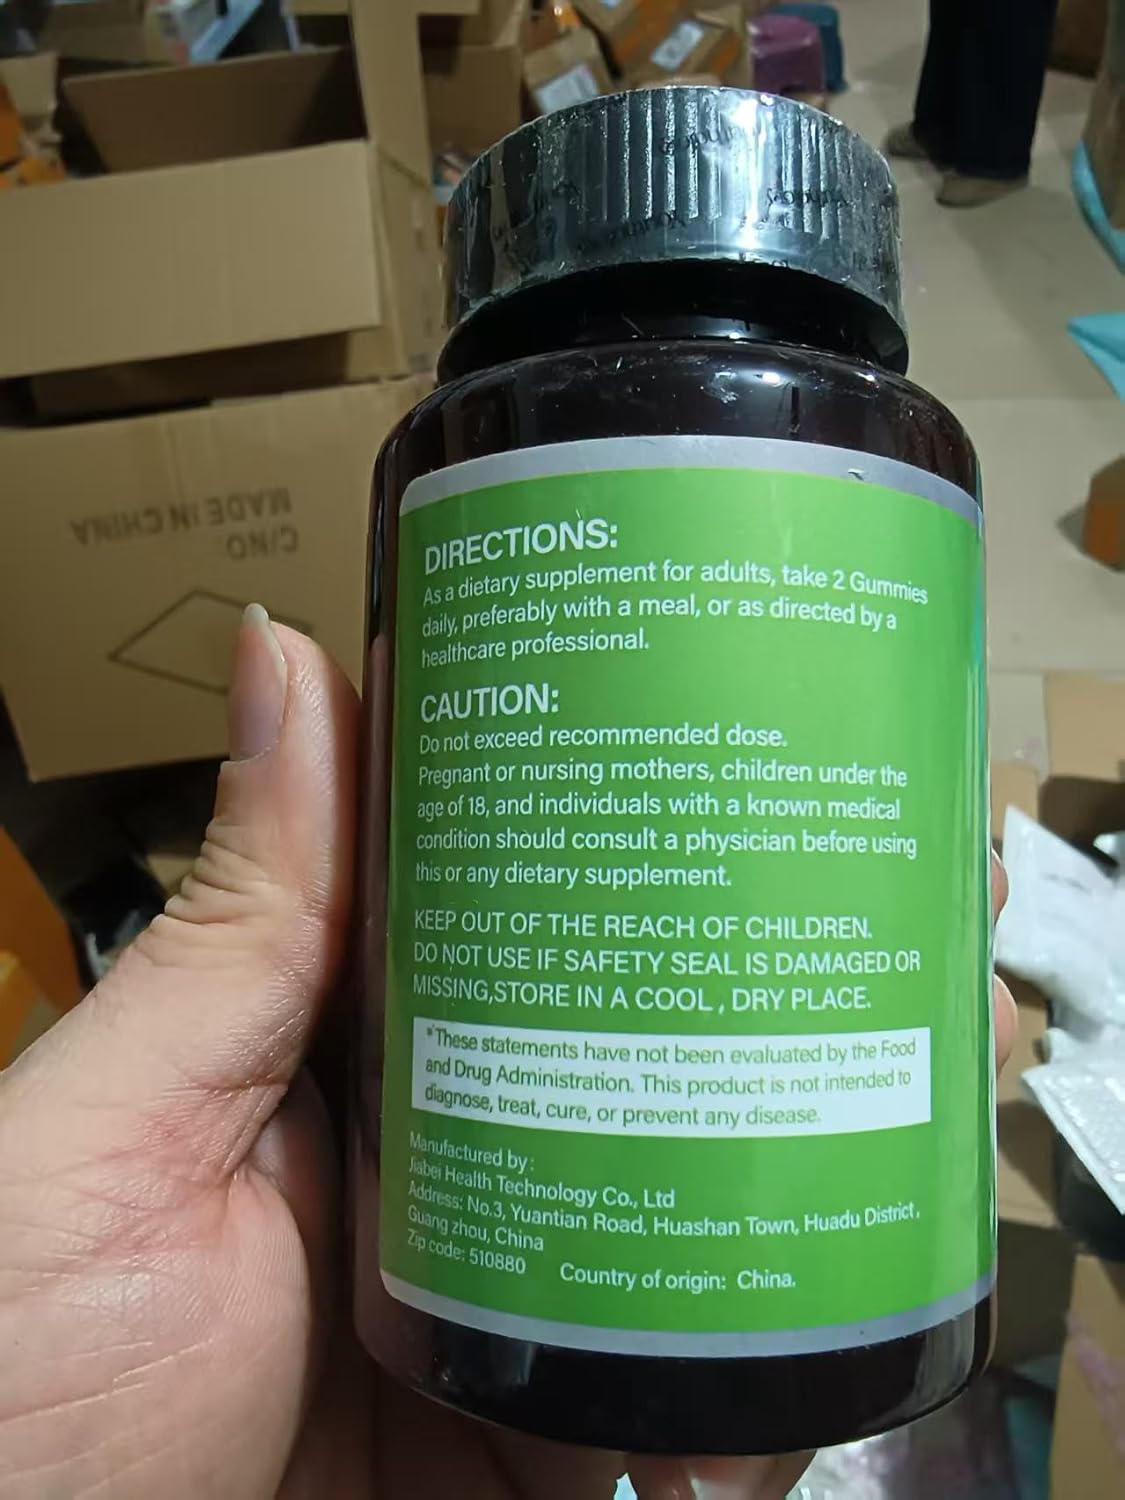 DIRECTIONS:
As a dietary supplement for adults, take 2 Gummies
daily, preferably with a meal, or as directed by a
healthcare professional.
CAUTION:
Do not exceed recommended dose.
Pregnant or nursing mothers, children under the
age of 18, and individuals with a known medical
condition should consult a physician before using
this or any dietary supplement.
KEEP OUT OF THE REACH OF CHILDREN.
DO NOT USE IF SAFETY SEAL IS DAMAGED OR
MISSING,STORE IN A COOL , DRY PLACE.
*These statements have not been evaluated by the Food
and Drug Administration. This product is not intended to
diagnose, treat, cure, or prevent any disease.
Manufactured by:
Jiabei Health Technology Co., Ltd
Address: No.3, Yuantian Road, Huashan Town, Huadu District,
Guang zhou, China
Zip code: 510880 Country of origin: China.
C/NO
MADE IN CHINA